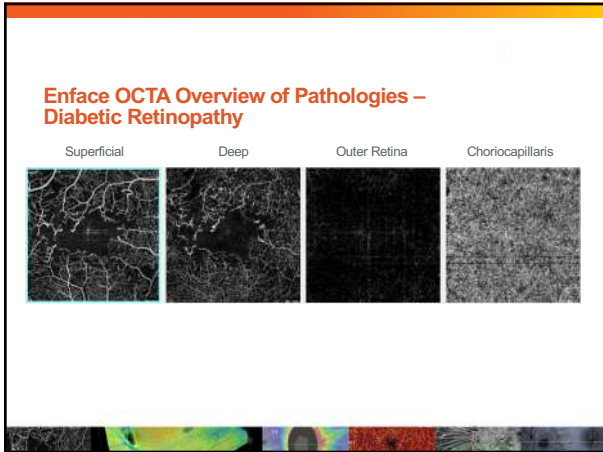 Enface OCTA Overview of Pathologies –
Diabetic Retinopathy
Superficial
Deep
Outer Retina
Choriocapillaris